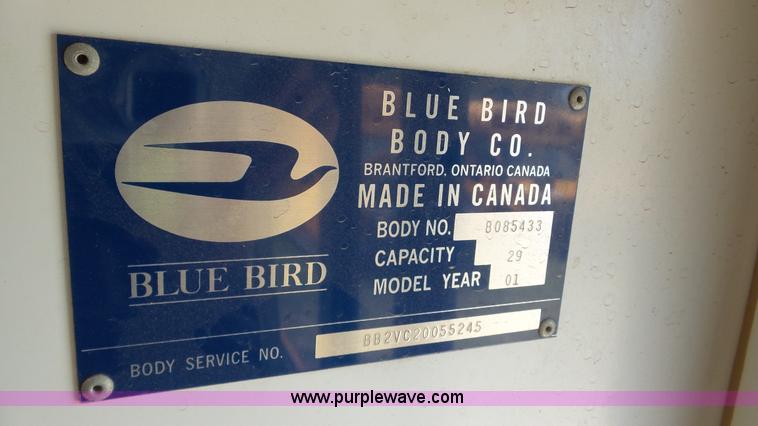 BLUE BIRD
BODY CO.
BRANTFORD, ONTARIO CANADA
MADE IN CANADA
BODY NO. B085433
CAPACITY 29
MODEL YEAR 01
BLUE BIRD
BODY SERVICE NO. BB2VC20055245
www.purplewave.com